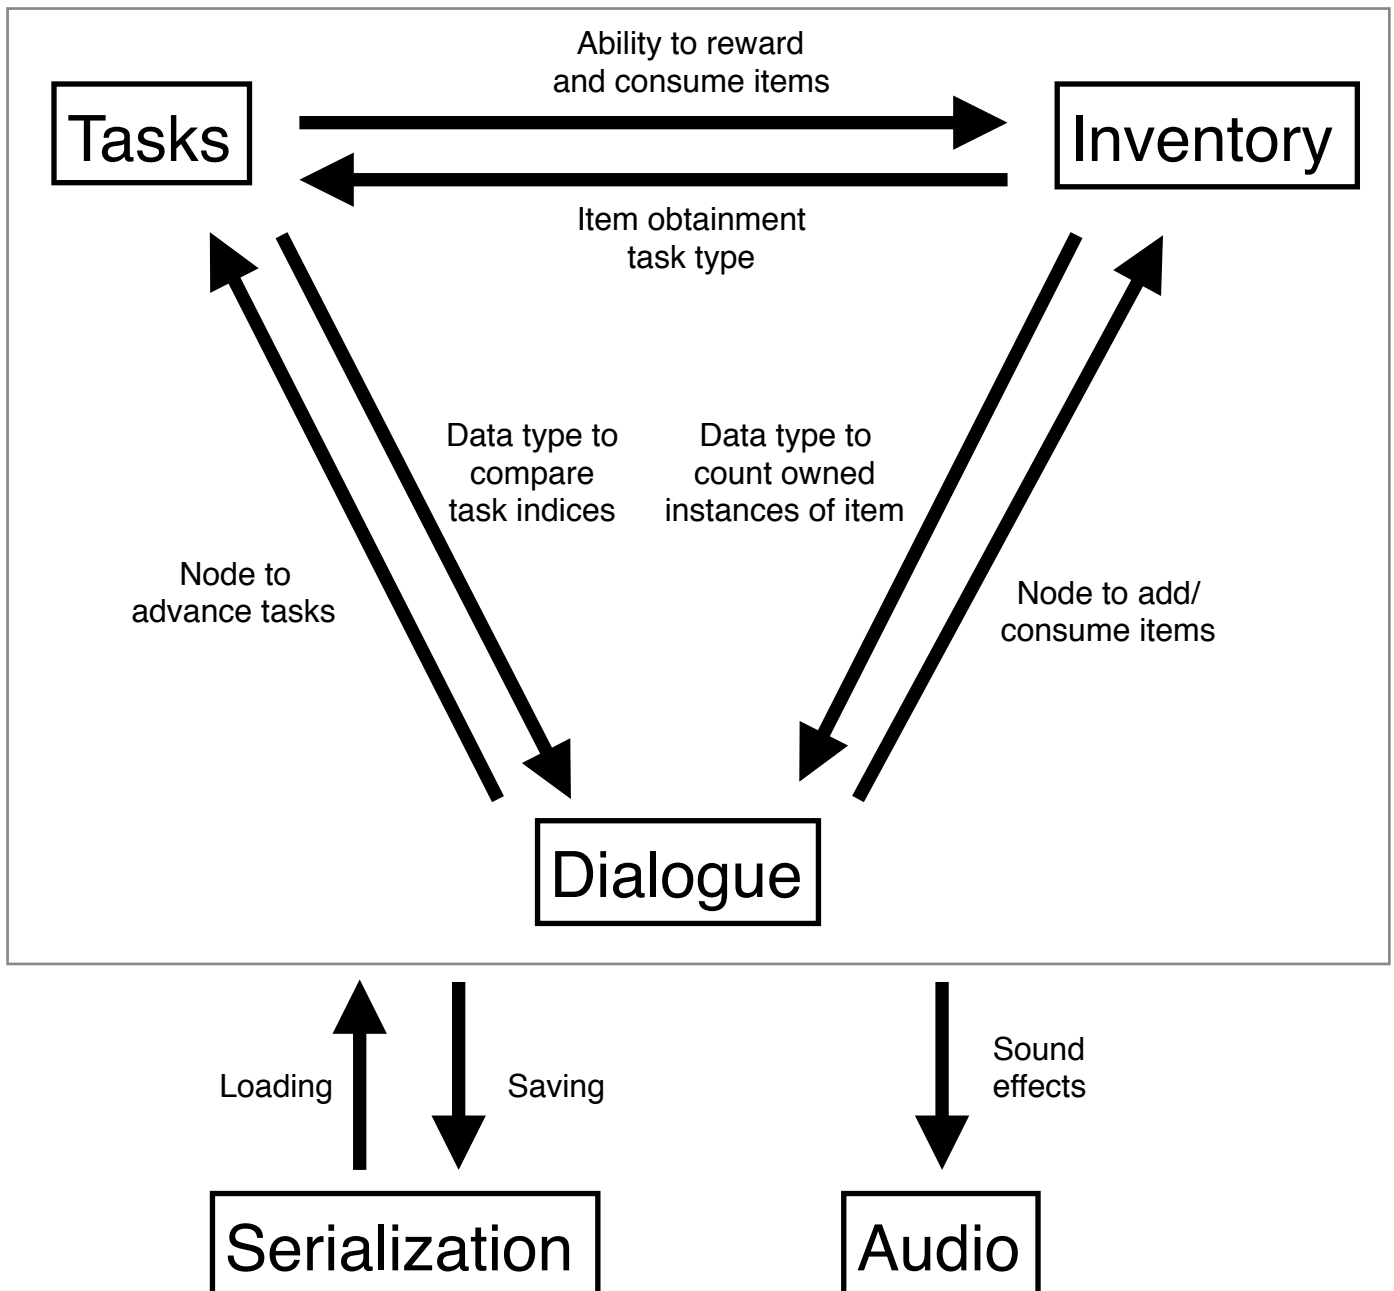 Ability to reward
and consume items
Tasks
Inventory
Item obtainment
task type
Data type to
compare
task indices
Data type to
count owned
instances of item
Node to
advance tasks
Node to add/
consume items
Dialogue
Loading
Saving
Sound
effects
Serialization
Audio